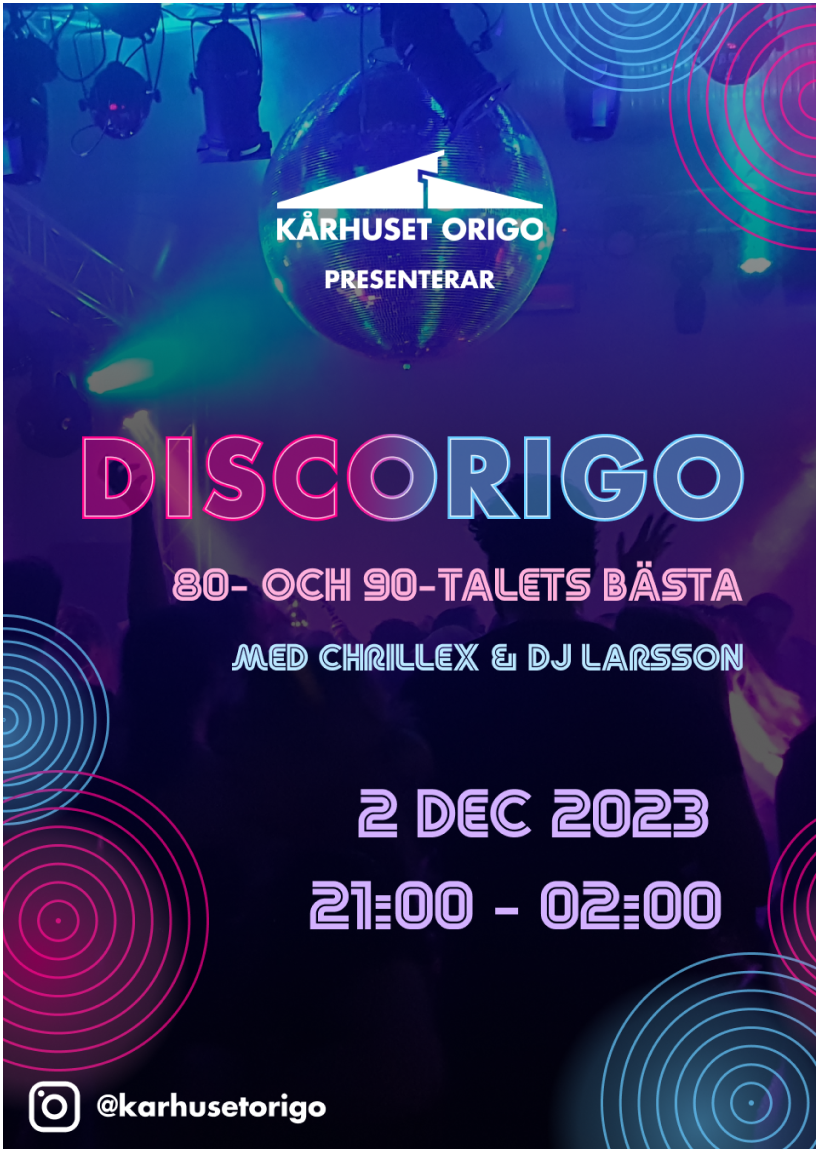 KÅRHUSET ORIGO
PRESENTERAR
DISCORIGO
80- OCH 90-TALETS BÄSTA
MED CHRILLEX & DJ LARSSON
2 DEC 2023
21:00 - 02:00
@karhusetorigo